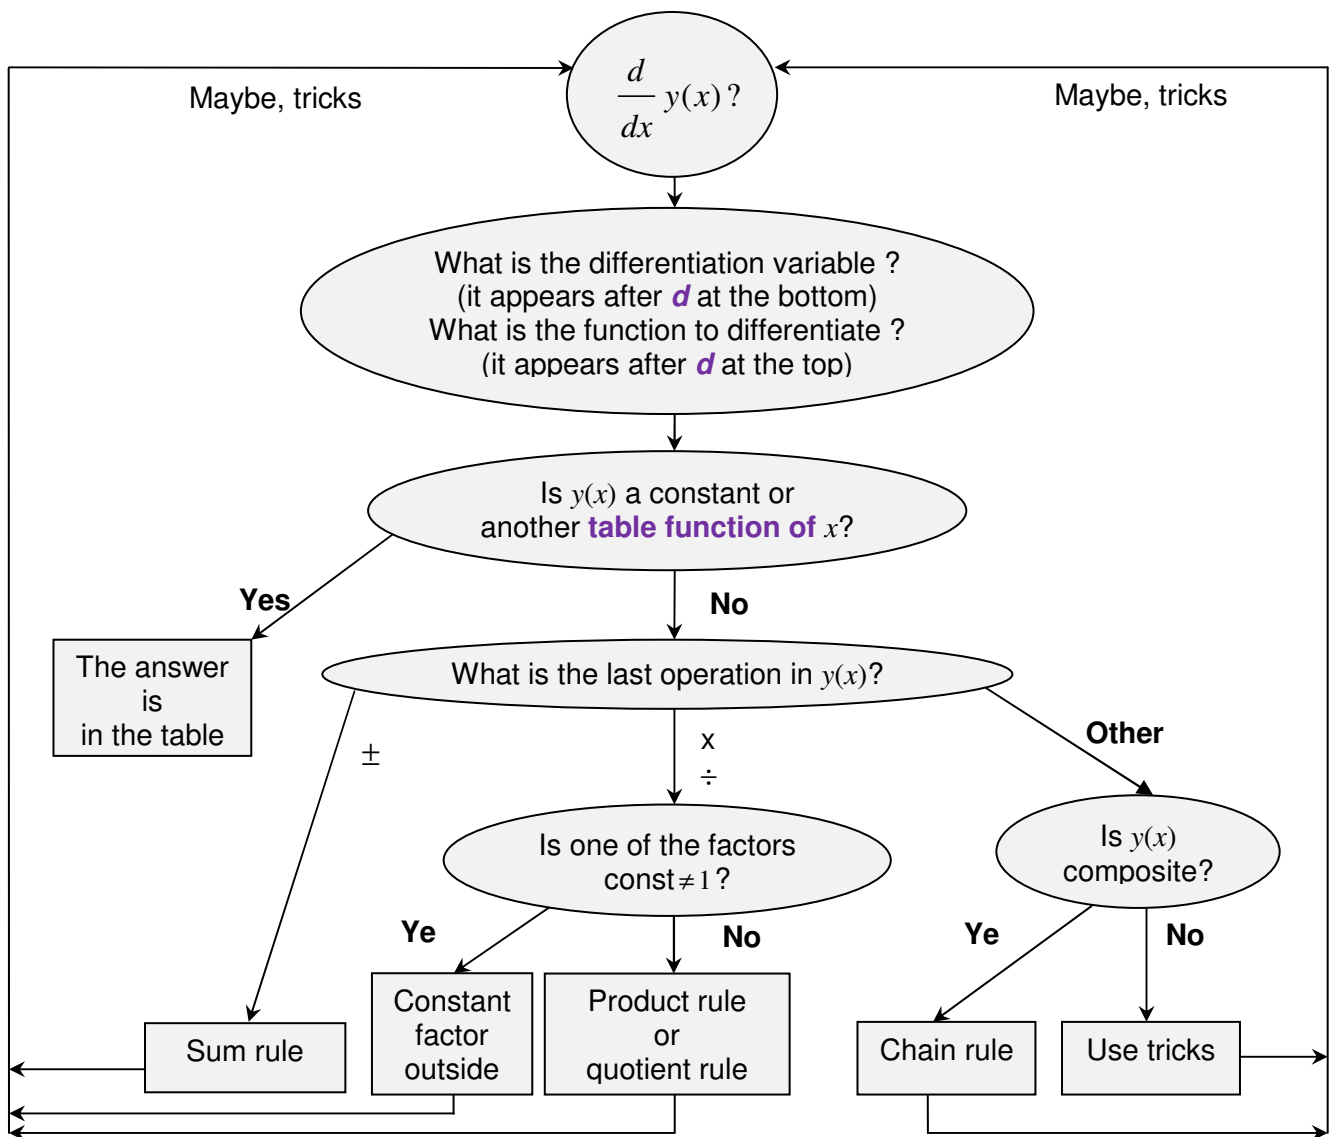 d
dx
y(x) ?
Maybe, tricks
Maybe, tricks
What is the differentiation variable ?
(it appears after d at the bottom)
What is the function to differentiate ?
(it appears after d at the top)
Is y(x) a constant or
another table function of x?
Yes
No
The answer
is
in the table
What is the last operation in y(x)?
±
x
÷
Other
Is one of the factors
const≠1?
Is y(x)
composite?
Ye
No
Ye
No
Sum rule
Constant
factor
outside
Product rule
or
quotient rule
Chain rule
Use tricks